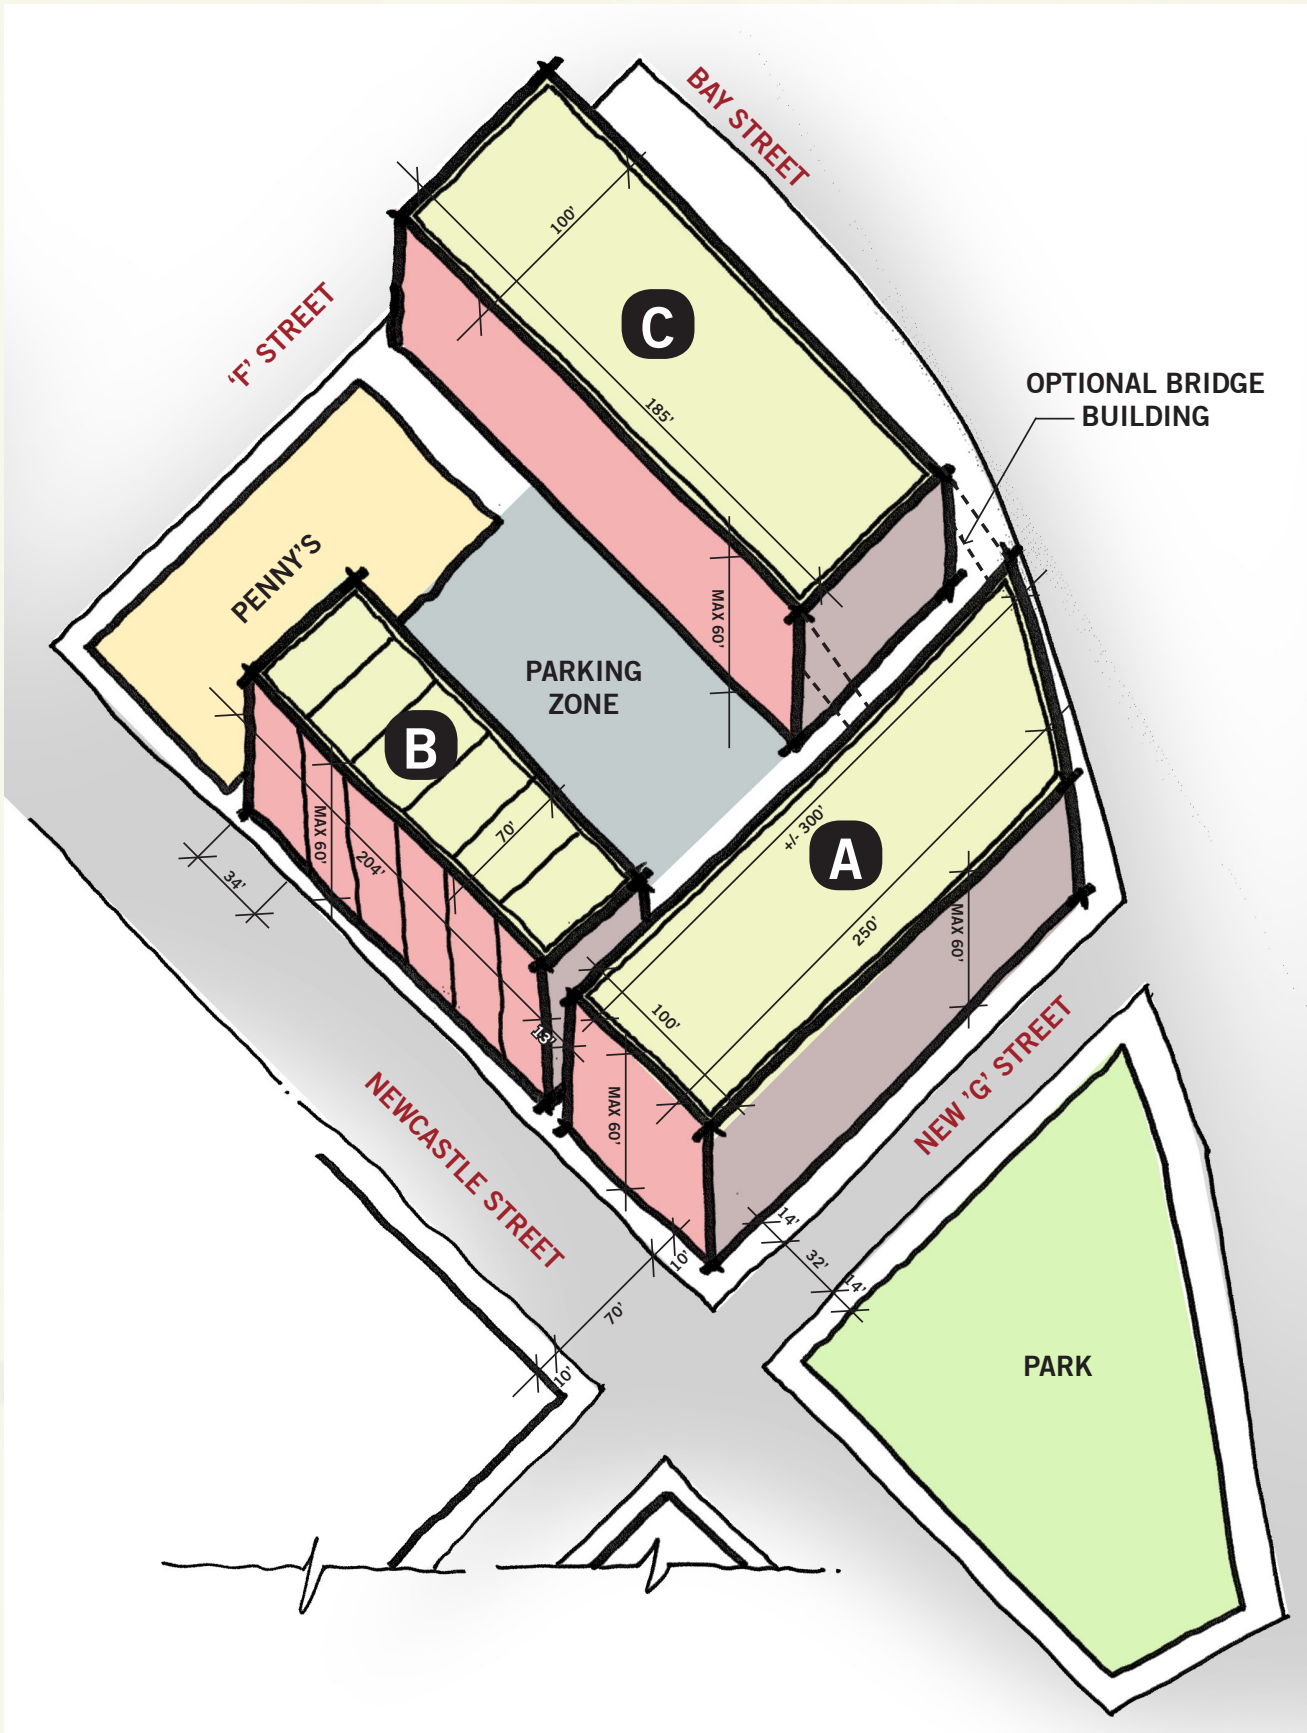 BAY STREET
100'
C
'F' STREET
185'
OPTIONAL BRIDGE
BUILDING
PENNY'S
MAX 60'
PARKING
ZONE
B
70'
MAX 60'
204'
34'
+/- 300'
A
250'
MAX 60'
100'
13'
MAX 60'
NEWCASTLE STREET
NEW 'G' STREET
14'
32'
14'
10'
70'
10'
PARK